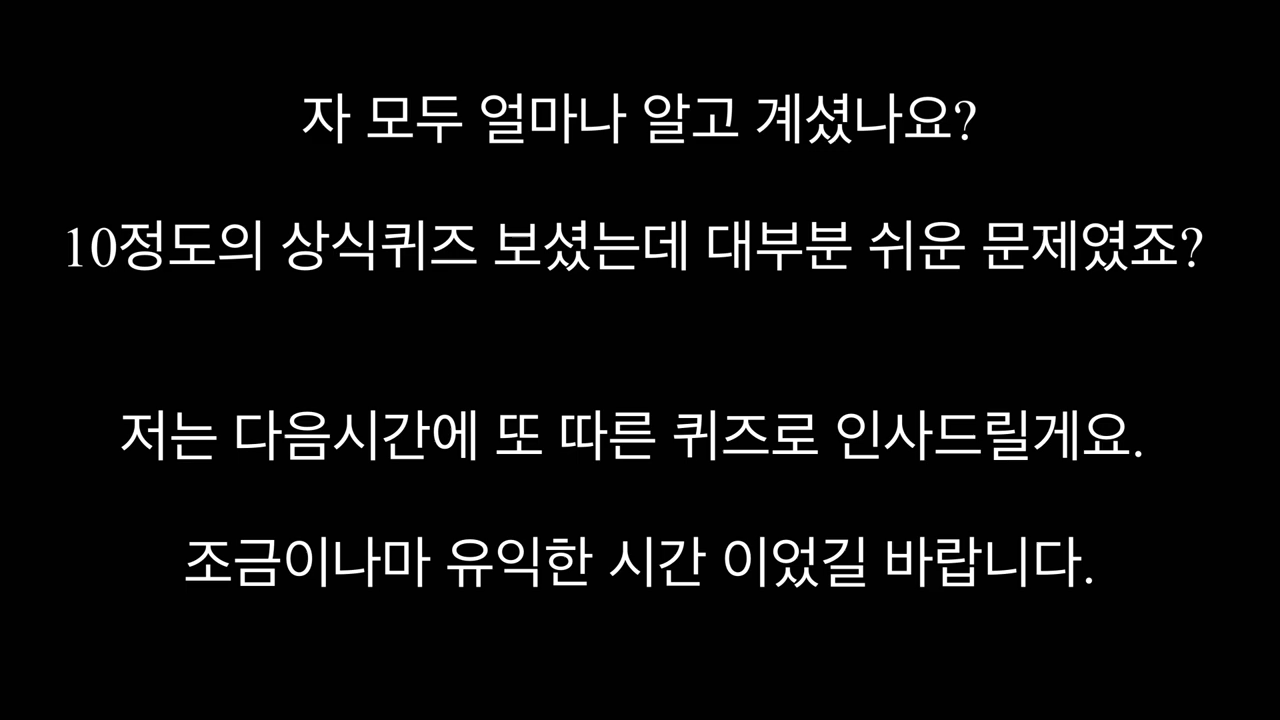 자 모두 얼마나 알고 계셨나요?
10정도의 상식퀴즈 보셨는데 대부분 쉬운 문제였죠?
저는 다음시간에 또 따른 퀴즈로 인사드릴게요.
조금이나마 유익한 시간 이었길 바랍니다.